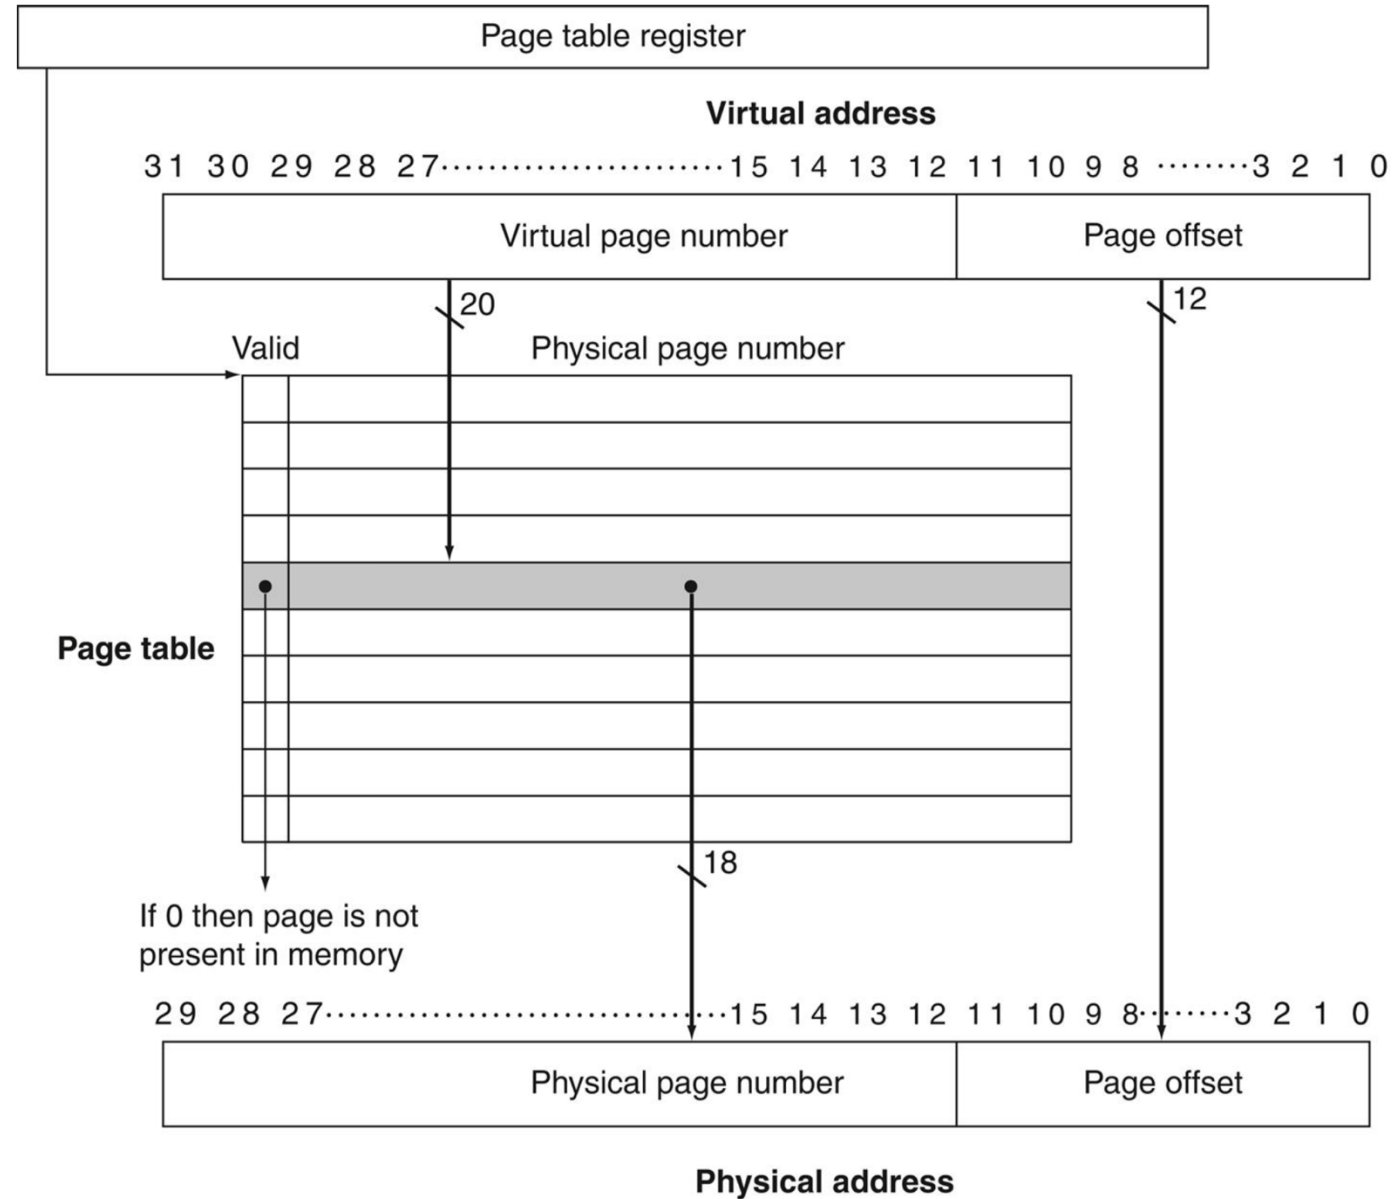 Page table register
Virtual address
31 30 29 28 27·······················15 14 13 12 11 10 9 8 ········3 2 1 0
Virtual page number Page offset
20 12
Valid Physical page number
Page table
18
If 0 then page is not
present in memory
29 28 27··································15 14 13 12 11 10 9 8········3 2 1 0
Physical page number Page offset
Physical address